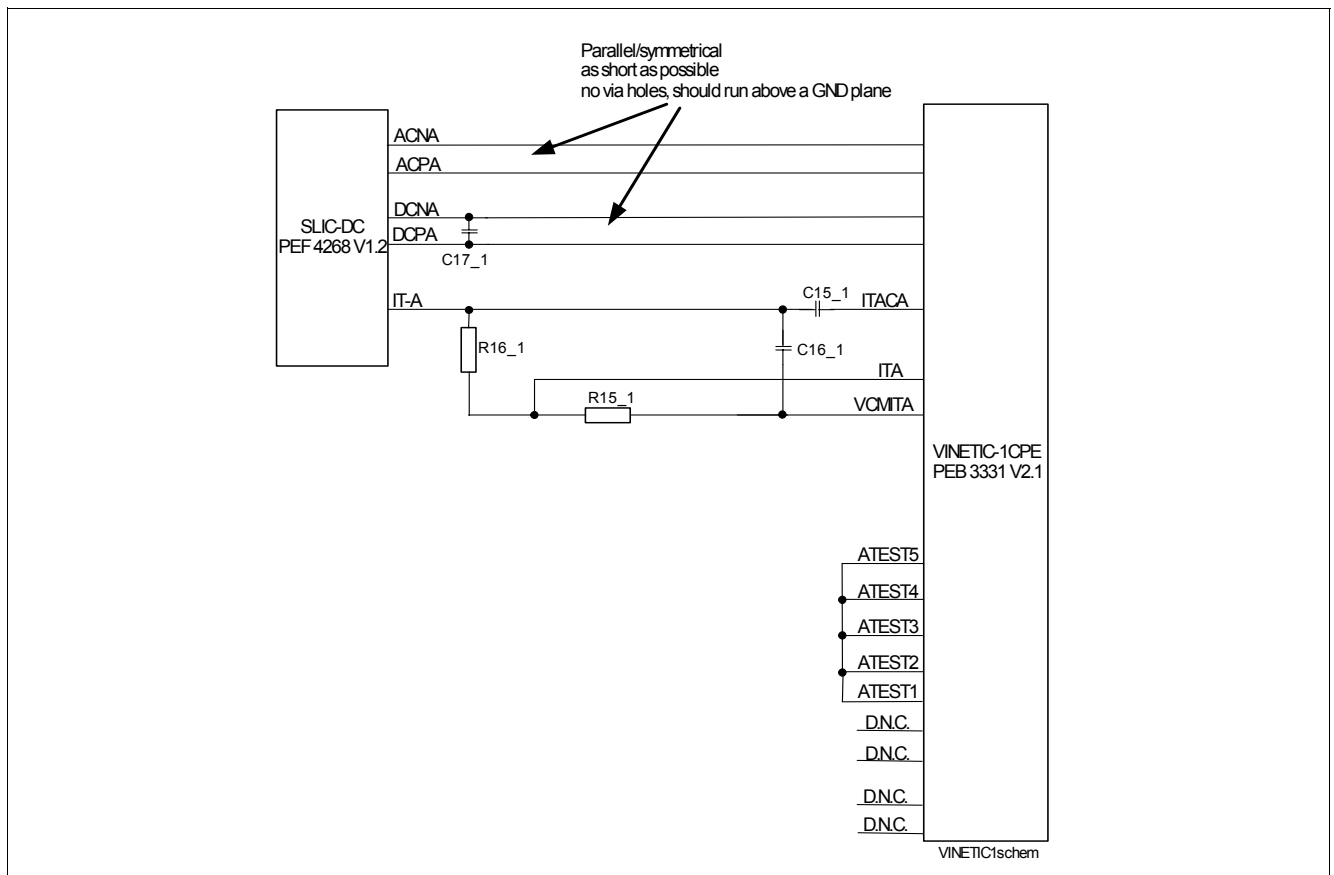 Parallel/symmetrical
as short as possible
no via holes, should run above a GND plane
ACNA
ACPA
SLIC-DC
PEF 4268 V1.2
DCNA
DCPA
C17_1
IT-A
C15_1
ITACA
R16_1
C16_1
ITA
R15_1
VCMITA
VINETIC-1CPE
PEB 3331 V2.1
ATEST5
ATEST4
ATEST3
ATEST2
ATEST1
D.N.C.
D.N.C.
D.N.C.
D.N.C.
VINETIC1schem